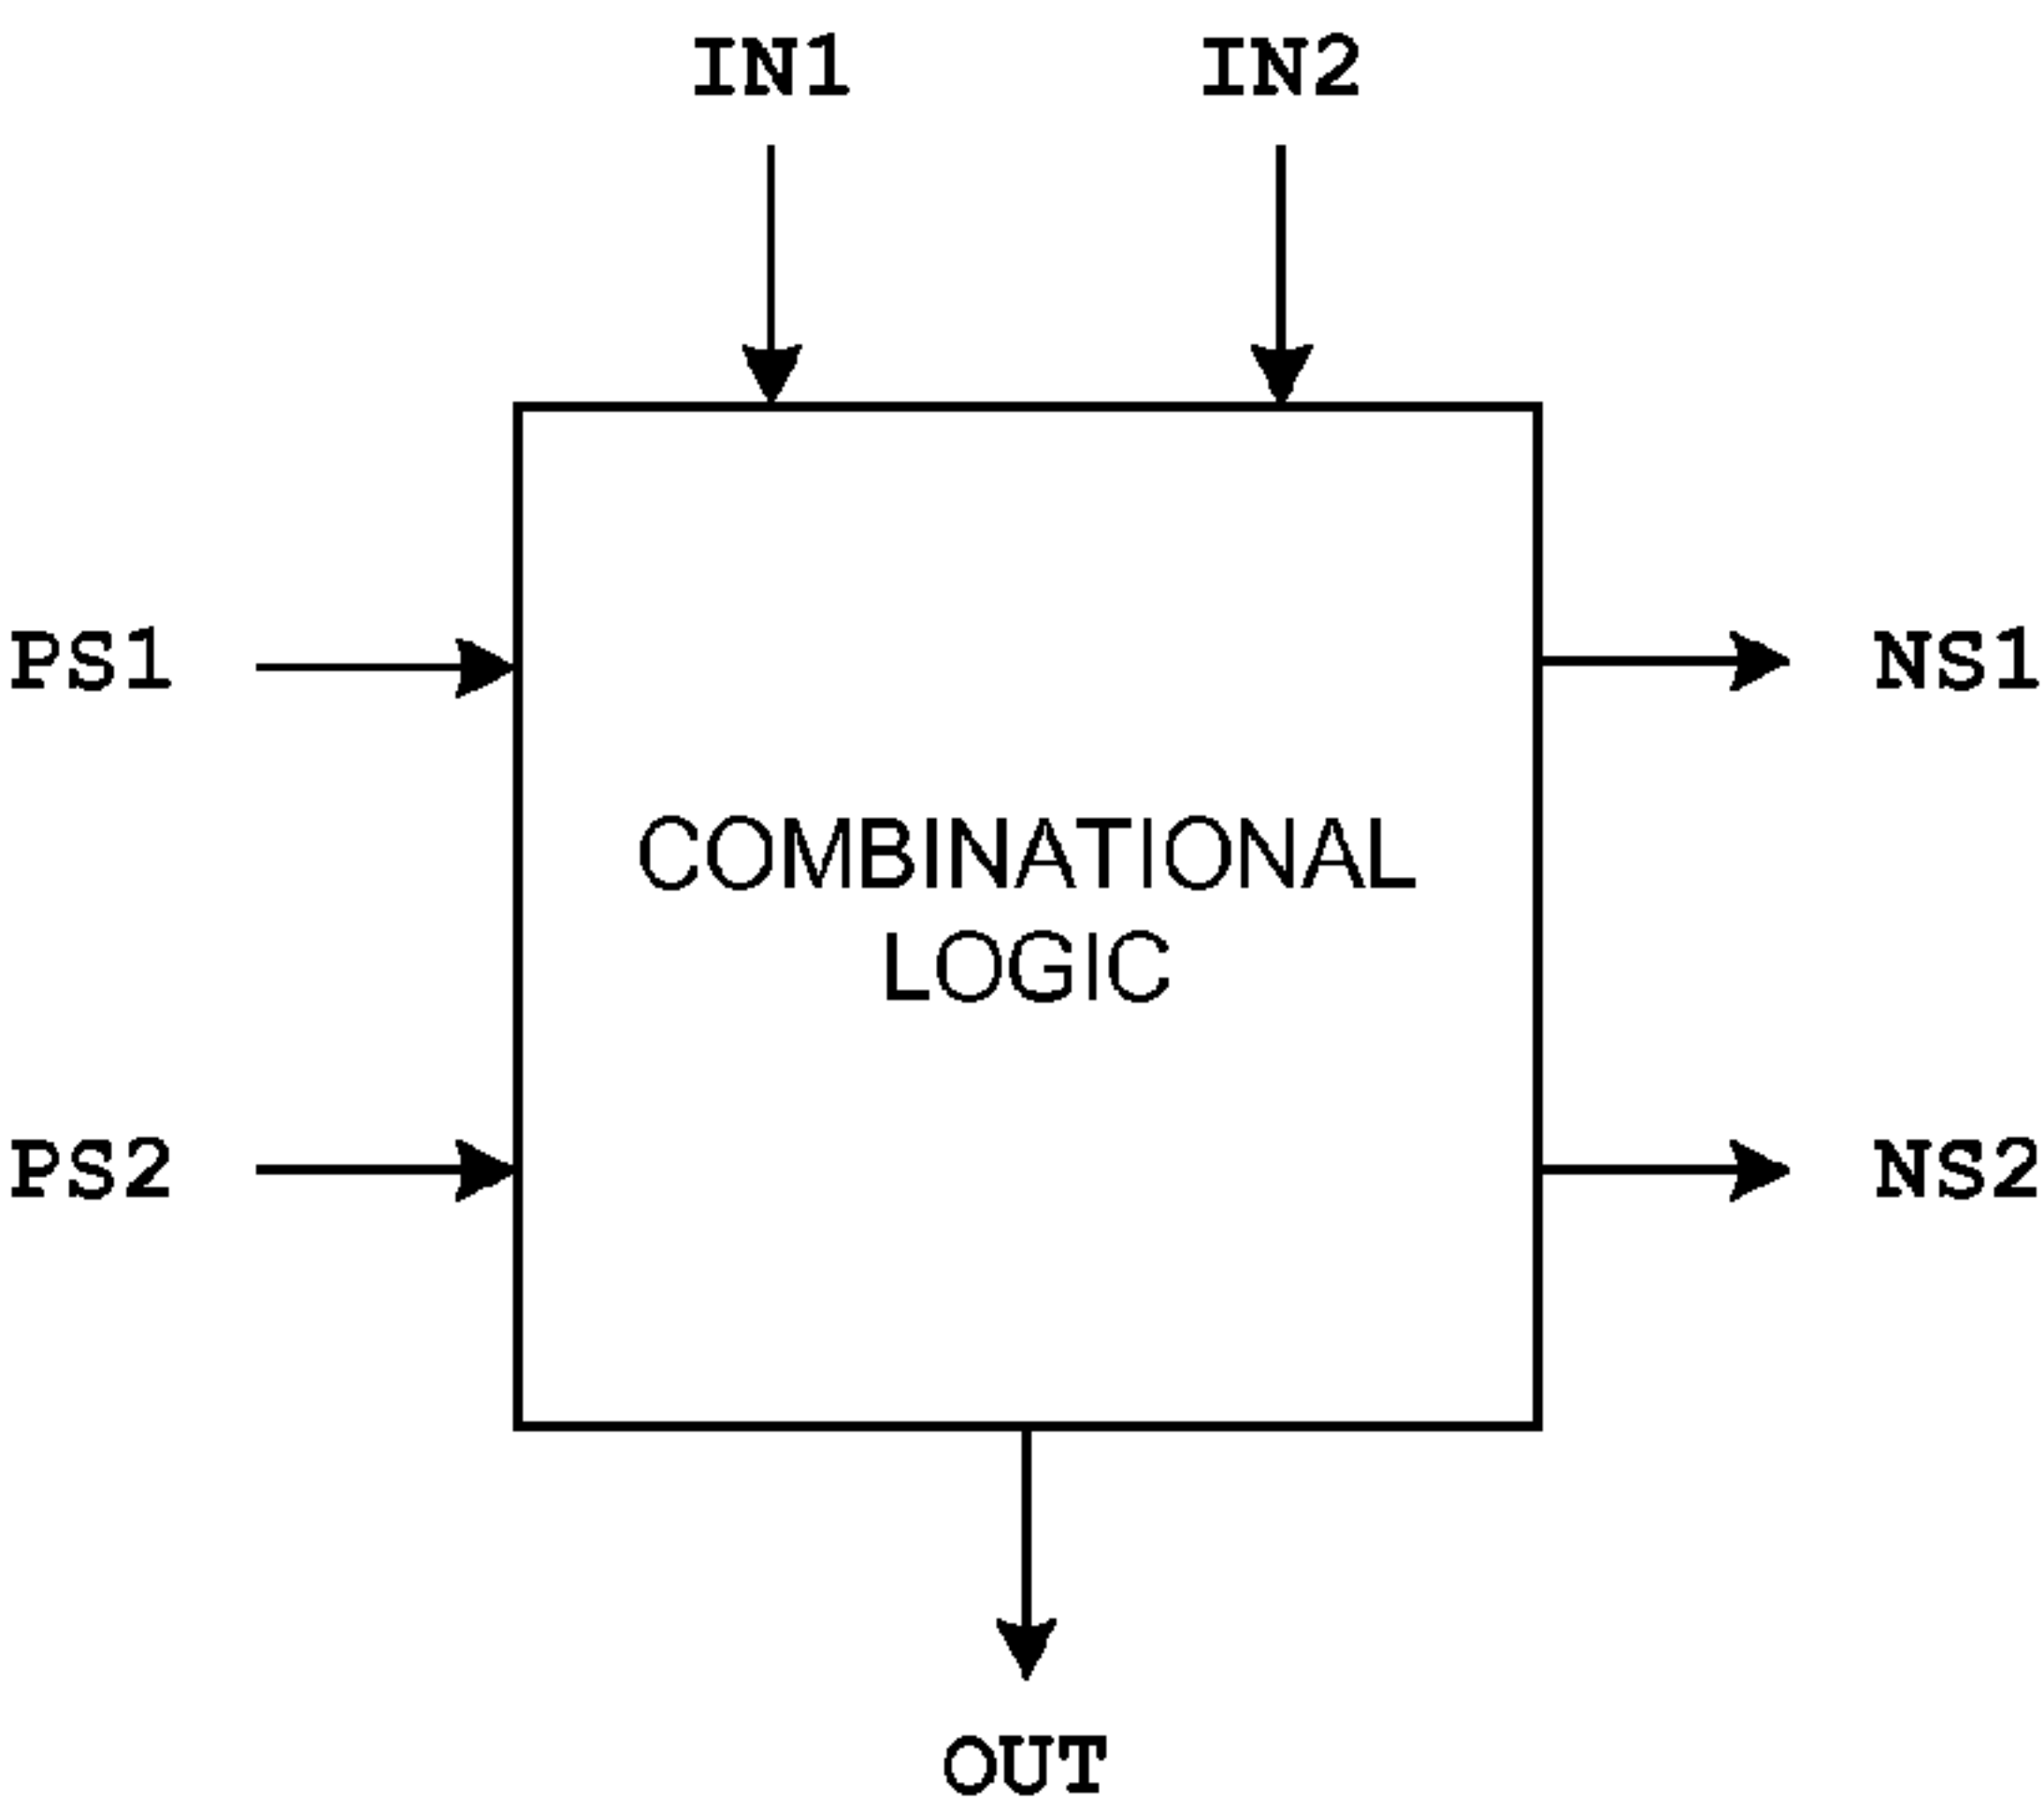 IN1 IN2
PS1
NS1
COMBINATIONAL
LOGIC
PS2
NS2
OUT